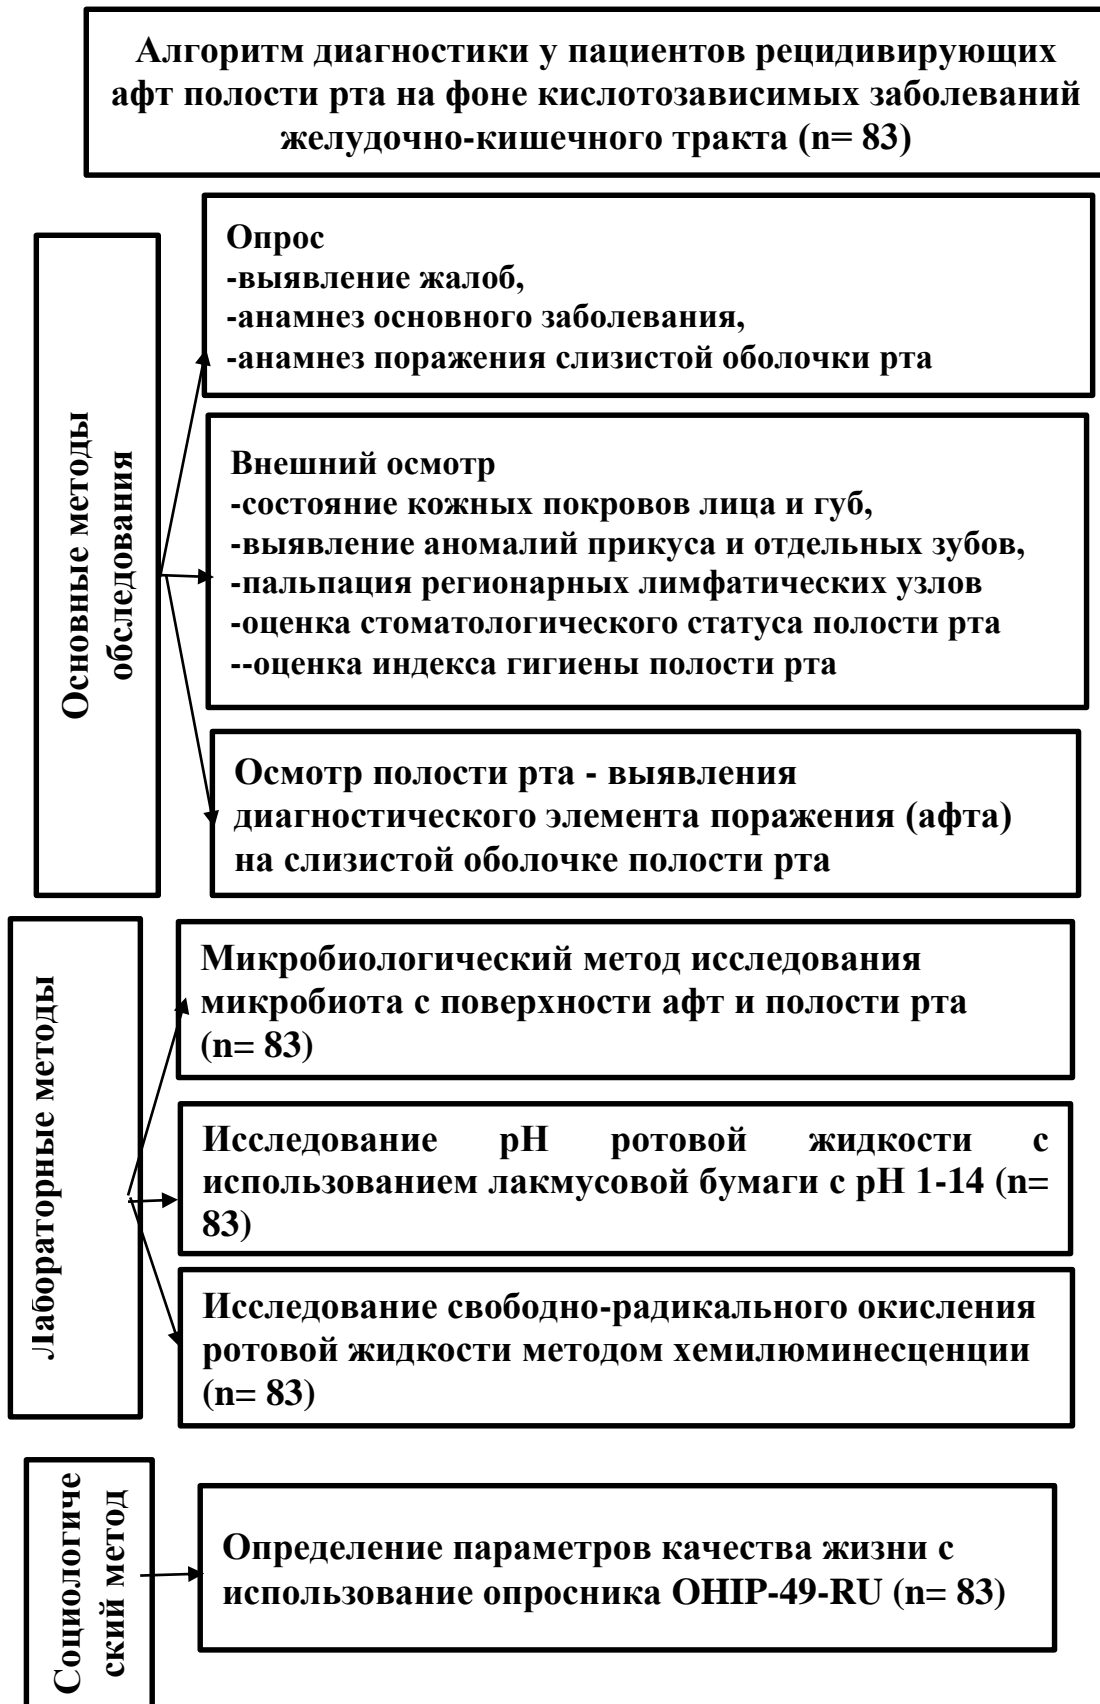 Алгоритм диагностики у пациентов рецидивирующих
афт полости рта на фоне кислотозависимых заболеваний
желудочно-кишечного тракта (n= 83)
Основные методы
обследования
Опрос
-выявление жалоб,
-анамнез основного заболевания,
-анамнез поражения слизистой оболочки рта
Внешний осмотр
-состояние кожных покровов лица и губ,
-выявление аномалий прикуса и отдельных зубов,
-пальпация регионарных лимфатических узлов
-оценка стоматологического статуса полости рта
--оценка индекса гигиены полости рта
Осмотр полости рта - выявления
диагностического элемента поражения (афта)
на слизистой оболочке полости рта
Лабораторные методы
Микробиологический метод исследования
микробиота с поверхности афт и полости рта
(n= 83)
Исследование pH ротовой жидкости с
использованием лакмусовой бумаги с pH 1-14 (n=
83)
Исследование свободно-радикального окисления
ротовой жидкости методом хемилюминесценции
(n= 83)
Социологиче
ский метод
Определение параметров качества жизни с
использование опросника OHIP-49-RU (n= 83)